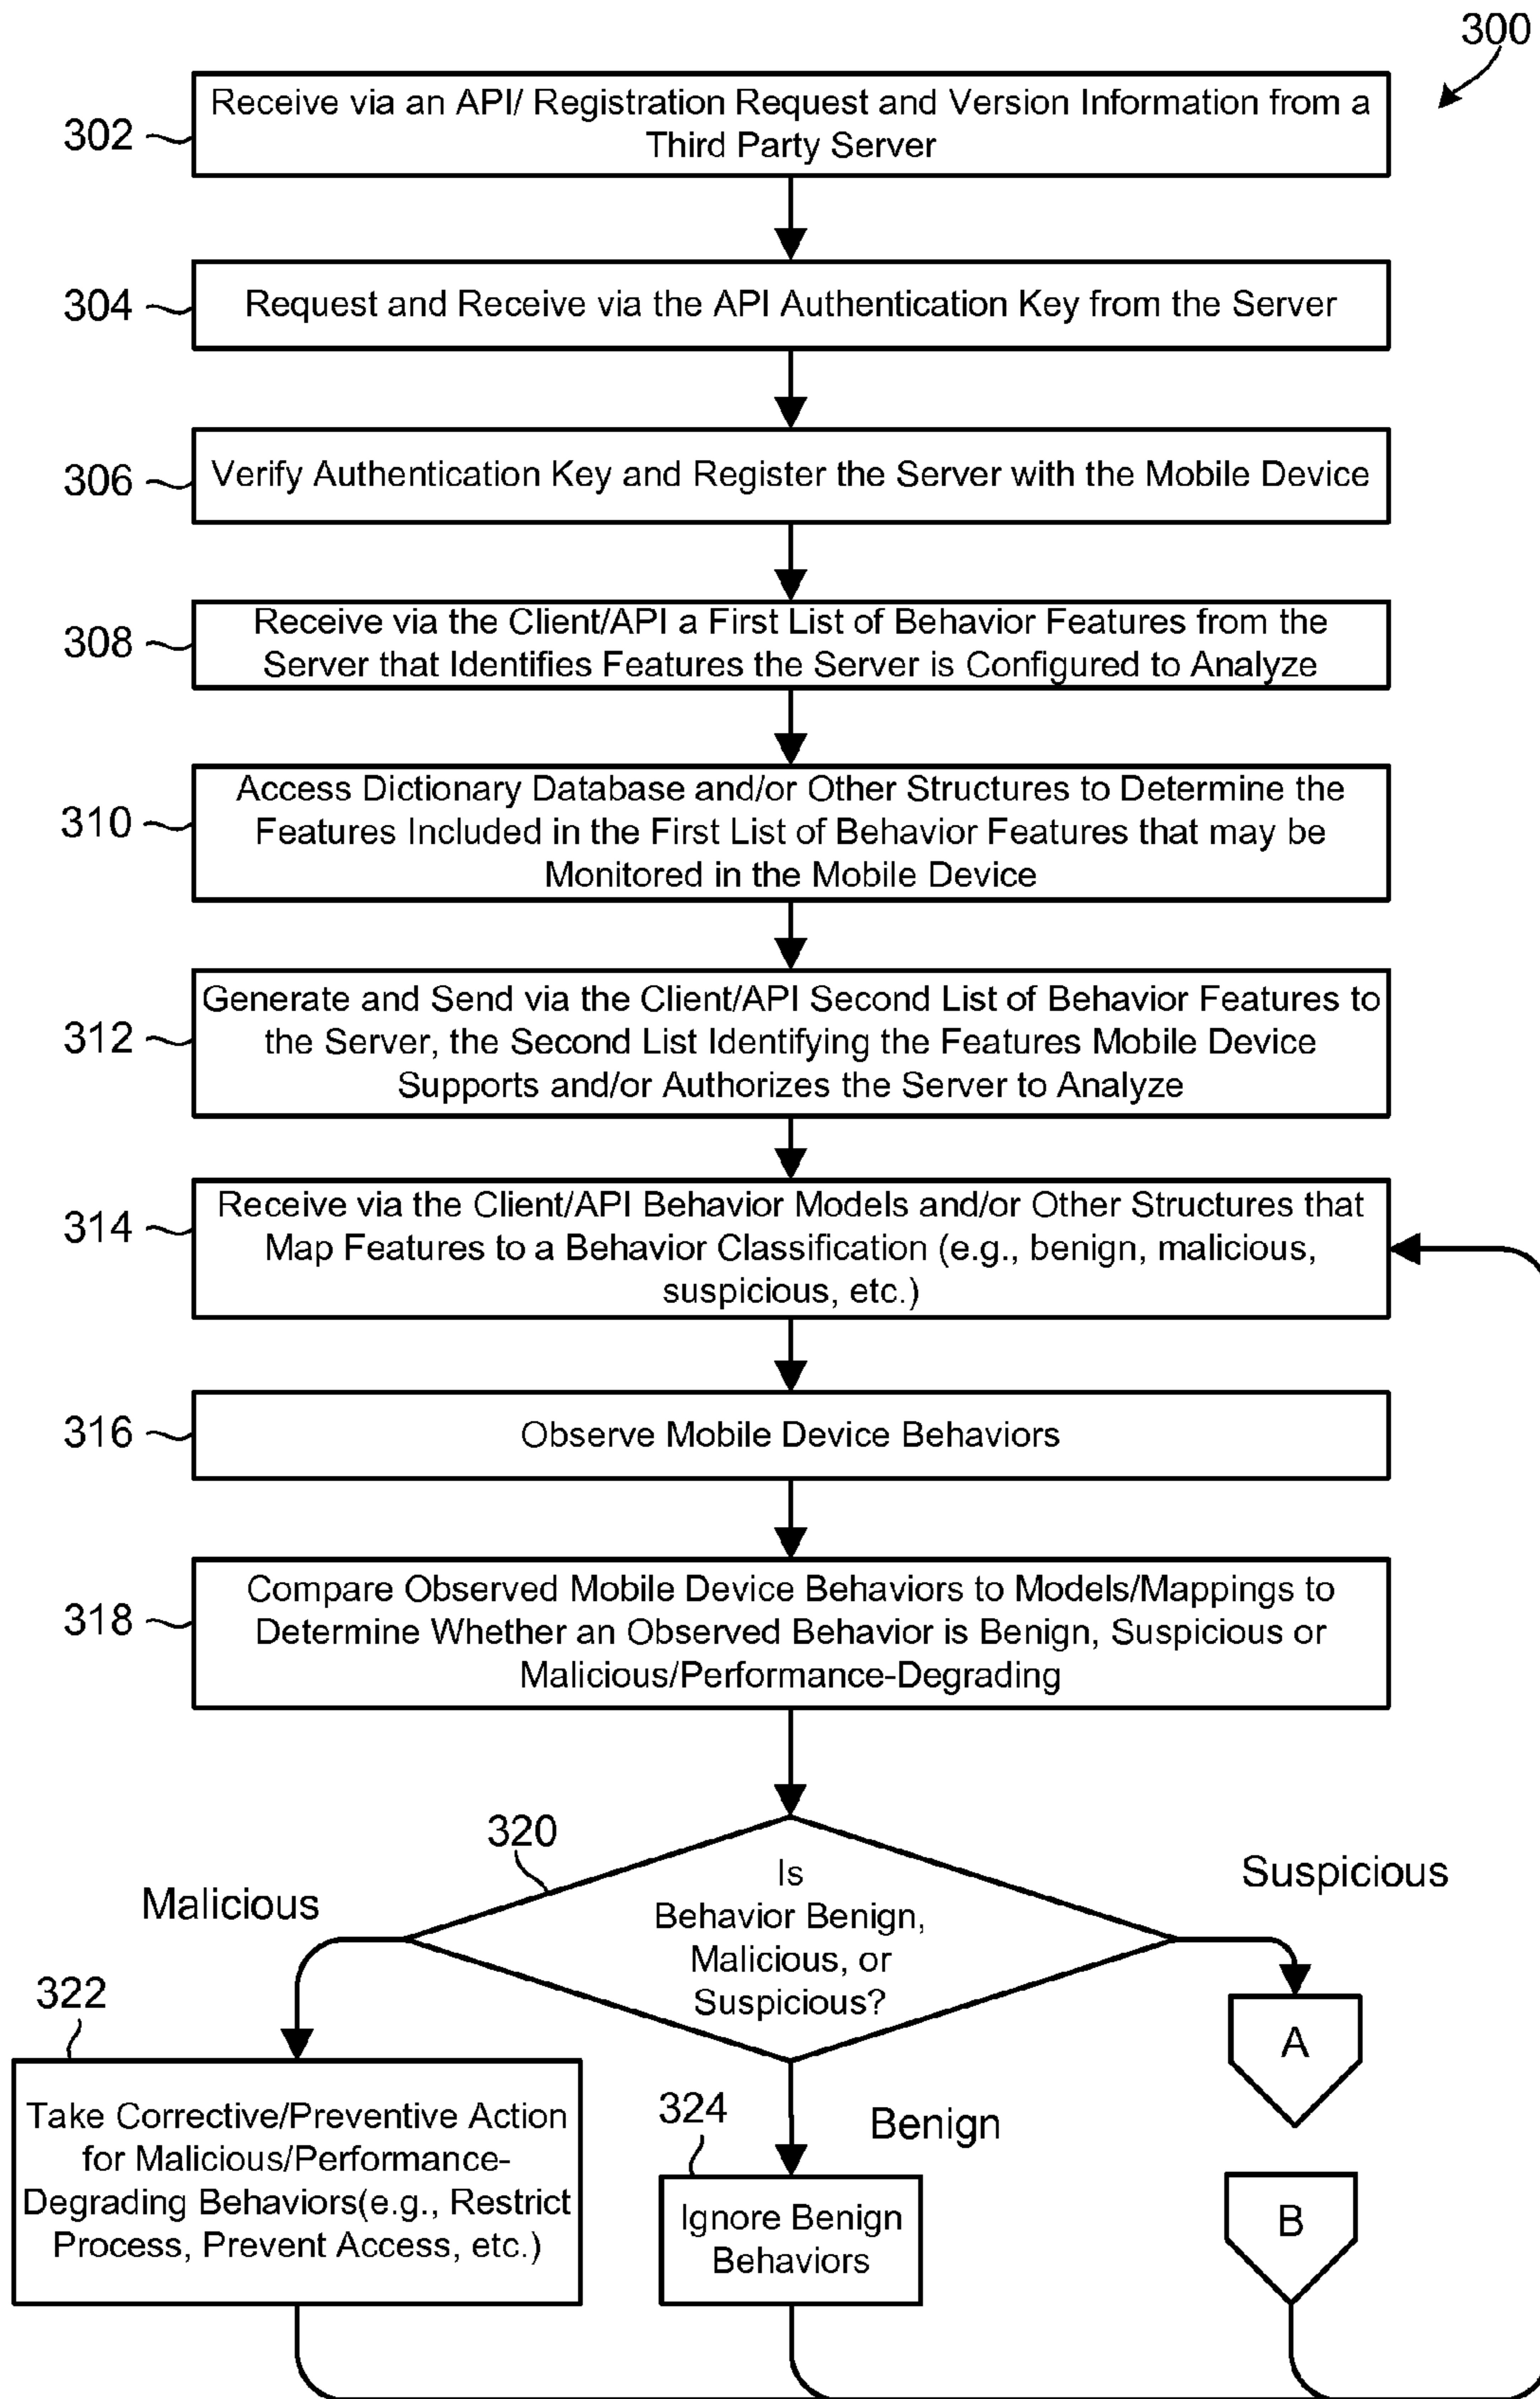 300
302
Receive via an API/ Registration Request and Version Information from a
Third Party Server
304
Request and Receive via the API Authentication Key from the Server
306
Verify Authentication Key and Register the Server with the Mobile Device
308
Receive via the Client/API a First List of Behavior Features from the
Server that Identifies Features the Server is Configured to Analyze
310
Access Dictionary Database and/or Other Structures to Determine the
Features Included in the First List of Behavior Features that may be
Monitored in the Mobile Device
312
Generate and Send via the Client/API Second List of Behavior Features to
the Server, the Second List Identifying the Features Mobile Device
Supports and/or Authorizes the Server to Analyze
314
Receive via the Client/API Behavior Models and/or Other Structures that
Map Features to a Behavior Classification (e.g., benign, malicious,
suspicious, etc.)
316
Observe Mobile Device Behaviors
318
Compare Observed Mobile Device Behaviors to Models/Mappings to
Determine Whether an Observed Behavior is Benign, Suspicious or
Malicious/Performance-Degrading
320
Is
Behavior Benign,
Malicious, or
Suspicious?
Malicious
Suspicious
322
Take Corrective/Preventive Action
for Malicious/Performance-
Degrading Behaviors(e.g., Restrict
Process, Prevent Access, etc.)
324
Benign
Ignore Benign
Behaviors
A
B